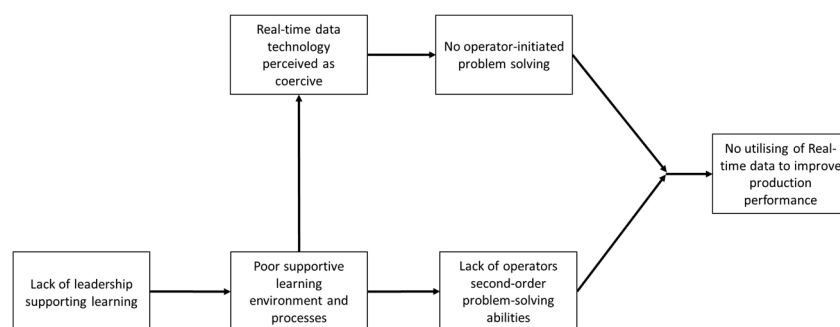 Real-time data
technology
perceived as
coercive
No operator-initiated
problem solving
No utilising of Real-
time data to improve
production
performance
Lack of leadership
supporting learning
Poor supportive
learning
environment and
processes
Lack of operators
second-order
problem-solving
abilities